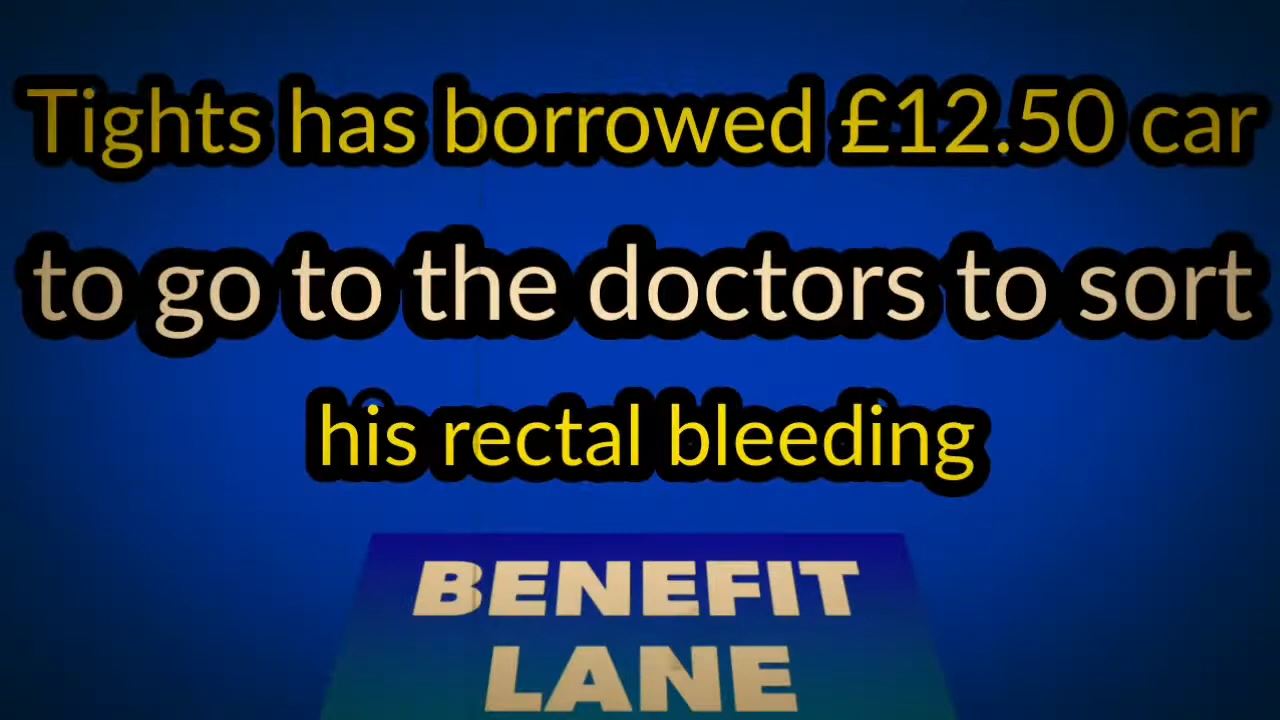 Tights has borrowed £12.50 car
to go to the doctors to sort
his rectal bleeding
BENEFIT
LANE